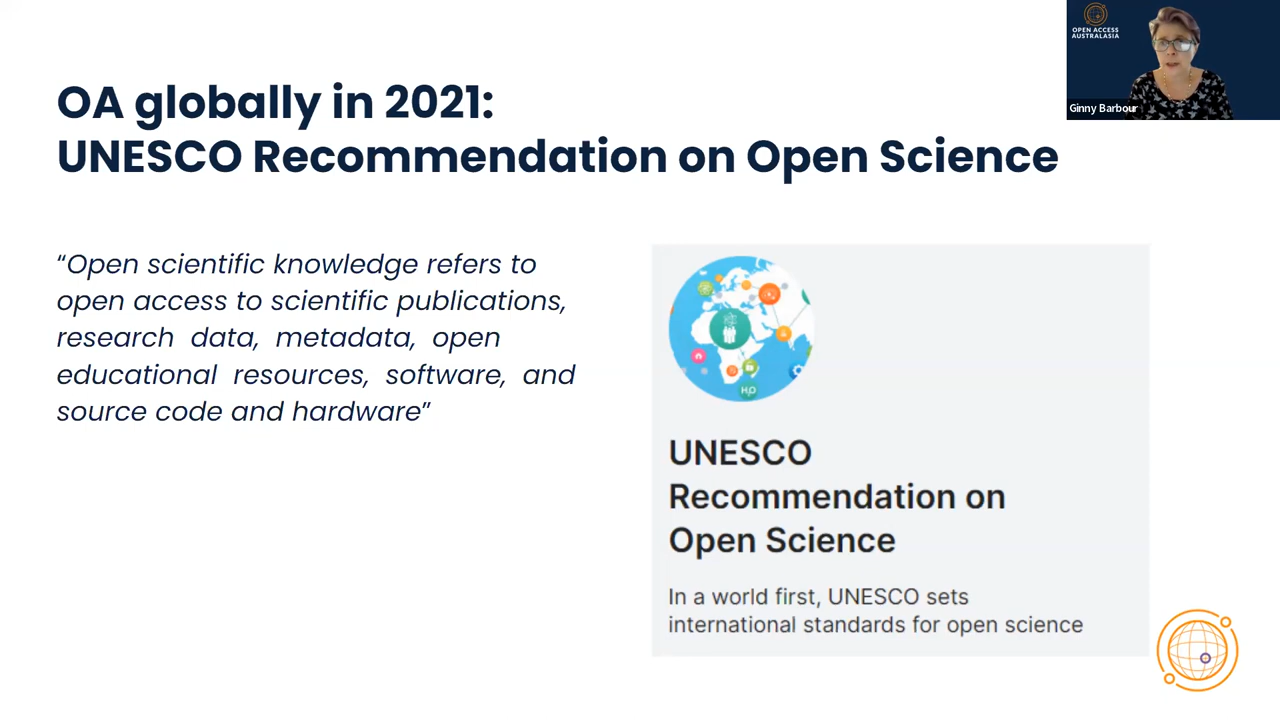 OPEN ACCESS
AUSTRALASIA
Ginny Barbour
OA globally in 2021:
UNESCO Recommendation on Open Science
“Open scientific knowledge refers to
open access to scientific publications,
research data, metadata, open
educational resources, software, and
source code and hardware”
H₂O
UNESCO
Recommendation on
Open Science
In a world first, UNESCO sets
international standards for open science